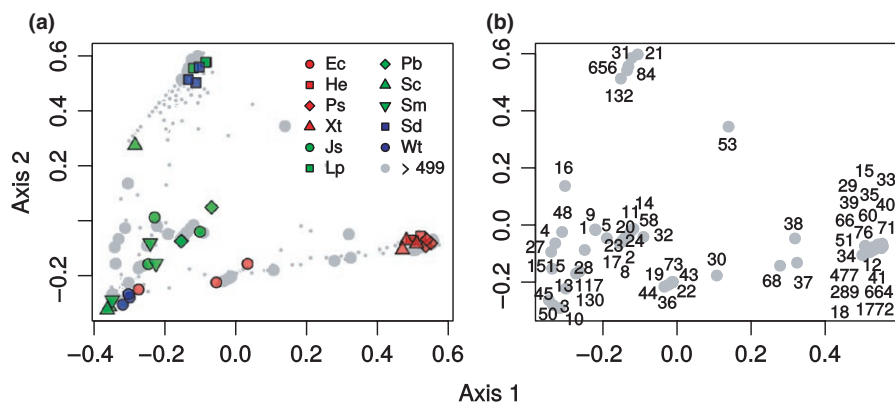 (a)
(b)
Axis 2
0.6
0.4
0.2
−0.2
−0.4
−0.2
0.0
0.2
0.4
0.6
Ec
He
Ps
Xt
Js
Lp
Pb
Sc
Sm
Sd
Wt
> 499
0.6
0.4
0.2
0.0
−0.2
−0.2
0.0
0.2
0.4
31 21
656 84
132
53
16
15 33
29 35
39 40
48 9 11 14 66 60
4 1 5 20 58 38 76 71
27 23 24 32 51
1515 17 2 34 12
28 8 19 73 43 30 68 37 477 41
45 13 117 44 22 289 664
3 130 36 18 1772
50 10
Axis 1